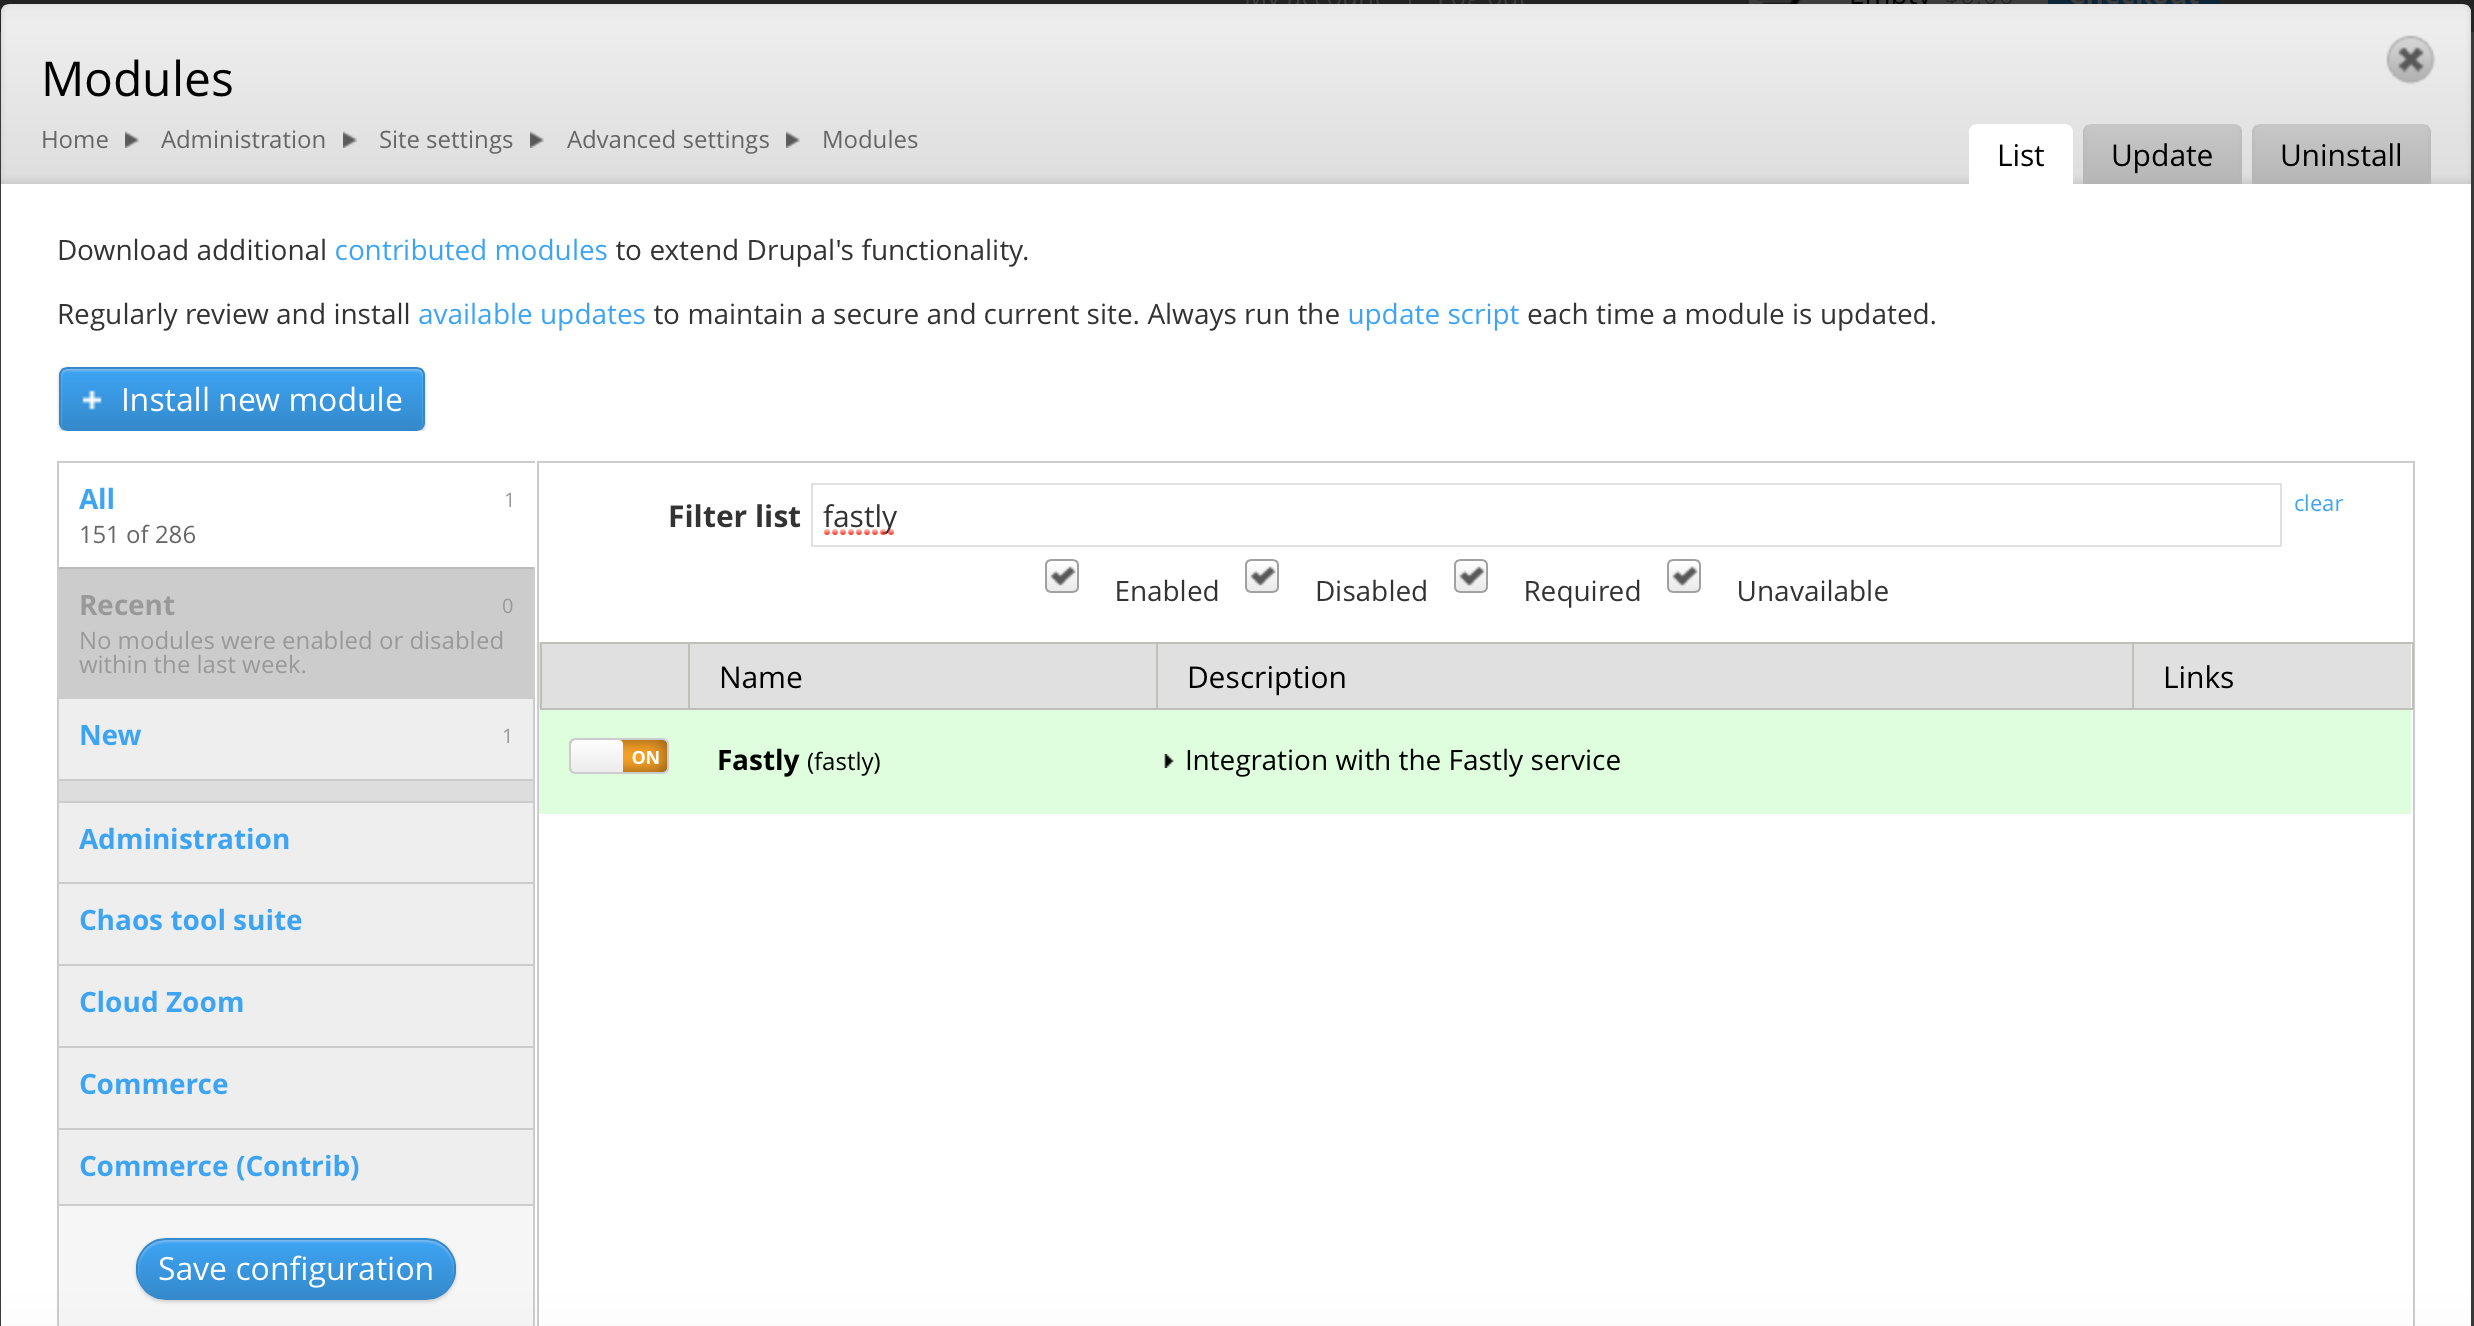 Modules
Home Administration Site settings Advanced settings Modules
List Update Uninstall
Download additional contributed modules to extend Drupal's functionality.
Regularly review and install available updates to maintain a secure and current site. Always run the update script each time a module is updated.
+ Install new module
All 1
151 of 286
Recent 0
No modules were enabled or disabled
within the last week.
New 1
Administration
Chaos tool suite
Cloud Zoom
Commerce
Commerce (Contrib)
Save configuration
Filter list fastly clear
Enabled Disabled Required Unavailable
Name Description Links
ON Fastly (fastly) Integration with the Fastly service